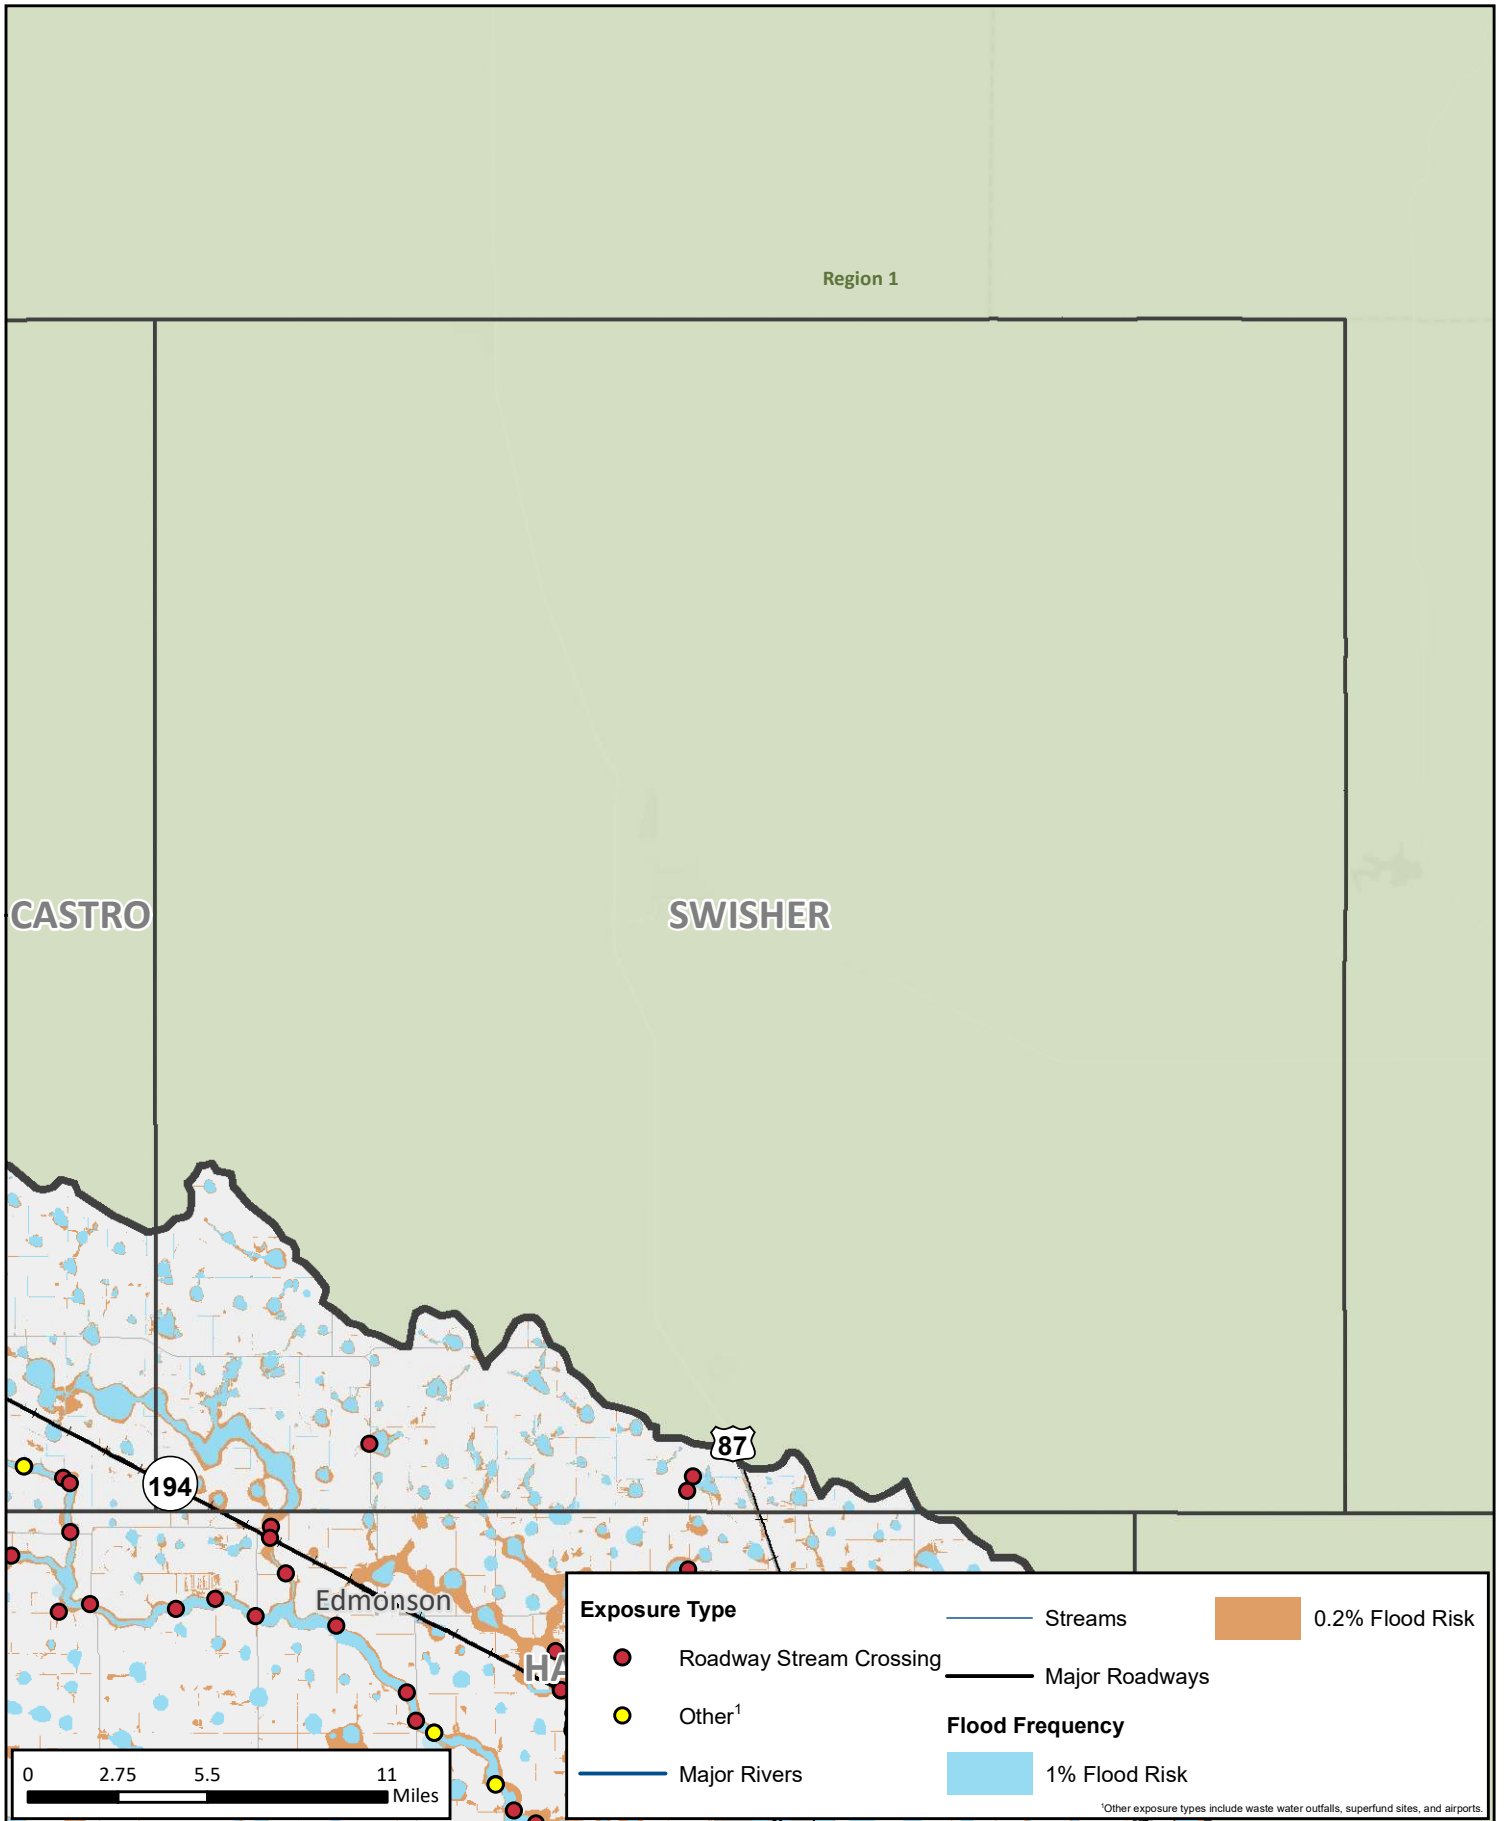 Region 1
CASTRO
SWISHER
87
194
Edmonson
HA
Exposure Type
Roadway Stream Crossing
Other¹
Major Rivers
Streams
Major Roadways
Flood Frequency
1% Flood Risk
0.2% Flood Risk
¹Other exposure types include waste water outfalls, superfund sites, and airports.
0 2.75 5.5 11
Miles